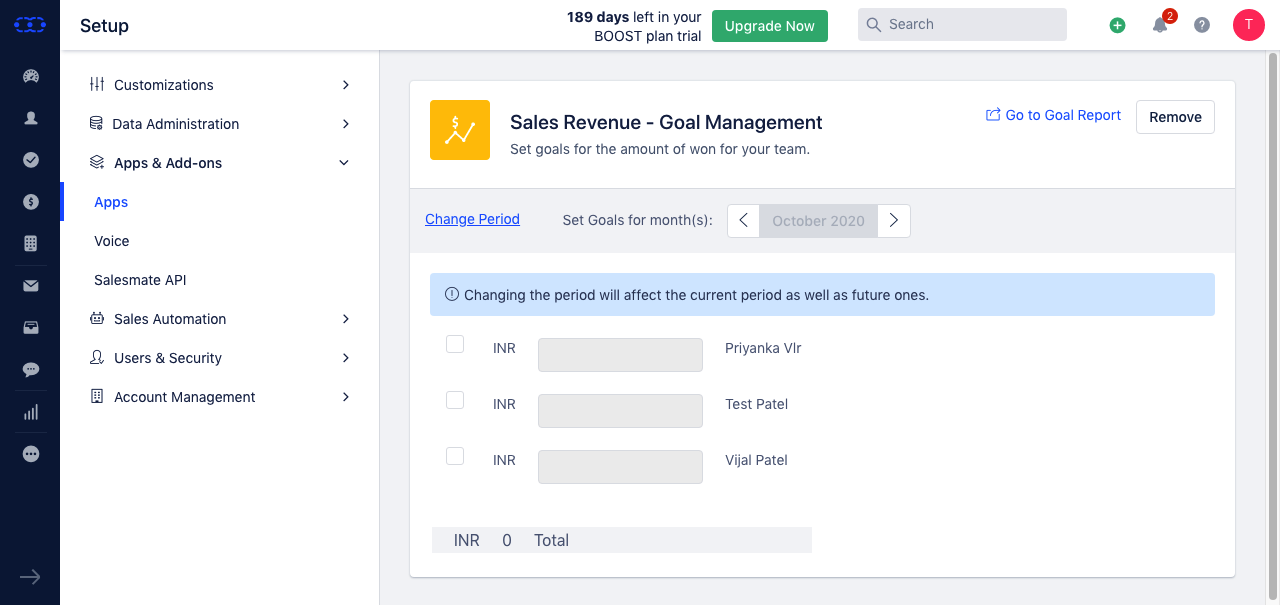 Setup
189 days left in your
BOOST plan trial
Upgrade Now
Search
2
T
Customizations
Data Administration
Apps & Add-ons
Apps
Voice
Salesmate API
Sales Automation
Users & Security
Account Management
Sales Revenue - Goal Management
Set goals for the amount of won for your team.
Go to Goal Report
Remove
Change Period
Set Goals for month(s):
October 2020
Changing the period will affect the current period as well as future ones.
INR Priyanka Vlr
INR Test Patel
INR Vijal Patel
INR 0 Total